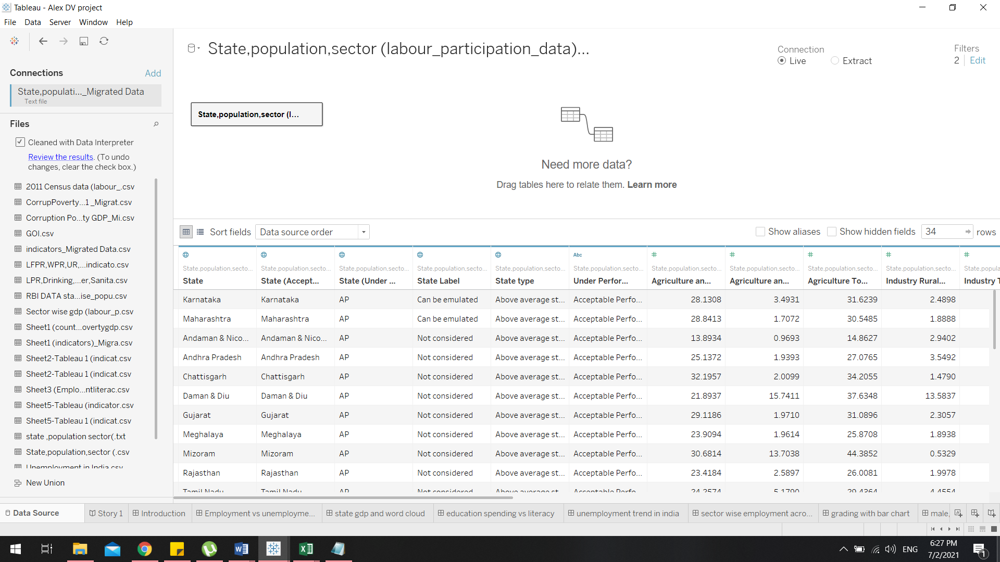 Tableau - Alex DV project
File Data Server Window Help
Connections Add
State,populati..._Migrated Data
Text file
Files
Cleaned with Data Interpreter
Review the results. (To undo
changes, clear the check box.)
2011 Census data (labour_.csv
CorrupPoverty...1 _Migrat.csv
Corruption Po...ty GDP_Mi.csv
GOI.csv
indicators_Migrated Data.csv
LFPR,WPR,UR,...indicato.csv
LPR,Drinking,...er,Sanita.csv
RBI DATA sta...ise_popu.csv
Sector wise gdp (labour_p.csv
Sheet1 (count...overtygdp.csv
Sheet1 (indicators)_Migra.csv
Sheet2-Tableau 1 (indicat.csv
Sheet2-Tableau 1 (indicat.csv
Sheet3 (Emplo...ntliterac.csv
Sheet5-Tableau (indicator.csv
Sheet5-Tableau 1 (indicat.csv
state ,population sector(.txt
State,population,sector (.csv
Unemployment in India.csv
New Union
State,population,sector (labour_participation_data)...
Connection
Live Extract
Filters
2 Edit
State,population,sector (l...
Need more data?
Drag tables here to relate them. Learn more
Sort fields Data source order Show aliases Show hidden fields 34 rows
Abc
State,population,secto... State,population,secto... State,population,secto... State,population,secto... State,population,secto... State,population,secto... State,population,secto... State,population,secto... State,population,secto... State,population,secto... State,popula
State State (Accept... State (Under ... State Label State type Under Perfor... Agriculture an... Agriculture an... Agriculture To... Industry Rural... Industry T
Karnataka Karnataka AP Can be emulated Above average st... Acceptable Perfo... 28.1308 3.4931 31.6239 2.4898
Maharashtra Maharashtra AP Can be emulated Above average st... Acceptable Perfo... 28.8413 1.7072 30.5485 1.8888
Andaman & Nico... Andaman & Nico... AP Not considered Above average st... Acceptable Perfo... 13.8934 0.9693 14.8627 2.9402
Andhra Pradesh Andhra Pradesh AP Not considered Above average st... Acceptable Perfo... 25.1372 1.9393 27.0765 3.5492
Chattisgarh Chattisgarh AP Not considered Above average st... Acceptable Perfo... 32.1957 2.0099 34.2055 1.4790
Daman & Diu Daman & Diu AP Not considered Above average st... Acceptable Perfo... 21.8937 15.7411 37.6348 13.5837
Gujarat Gujarat AP Not considered Above average st... Acceptable Perfo... 29.1186 1.9710 31.0896 2.3057
Meghalaya Meghalaya AP Not considered Above average st... Acceptable Perfo... 23.9094 1.9614 25.8708 1.8938
Mizoram Mizoram AP Not considered Above average st... Acceptable Perfo... 30.6814 13.7038 44.3852 0.5329
Rajasthan Rajasthan AP Not considered Above average st... Acceptable Perfo... 23.4184 2.5897 26.0081 1.9978
Tamil Nadu Tamil Nadu AP Not considered Above average st... Acceptable Perfo... 24.2574 5.1790 29.4364 4.4554
Data Source Story 1 Introduction Employment vs unemployme... state gdp and word cloud education spending vs literacy unemployment trend in india sector wise employment acro... grading with bar chart male,
ENG
6:27 PM
7/2/2021
1